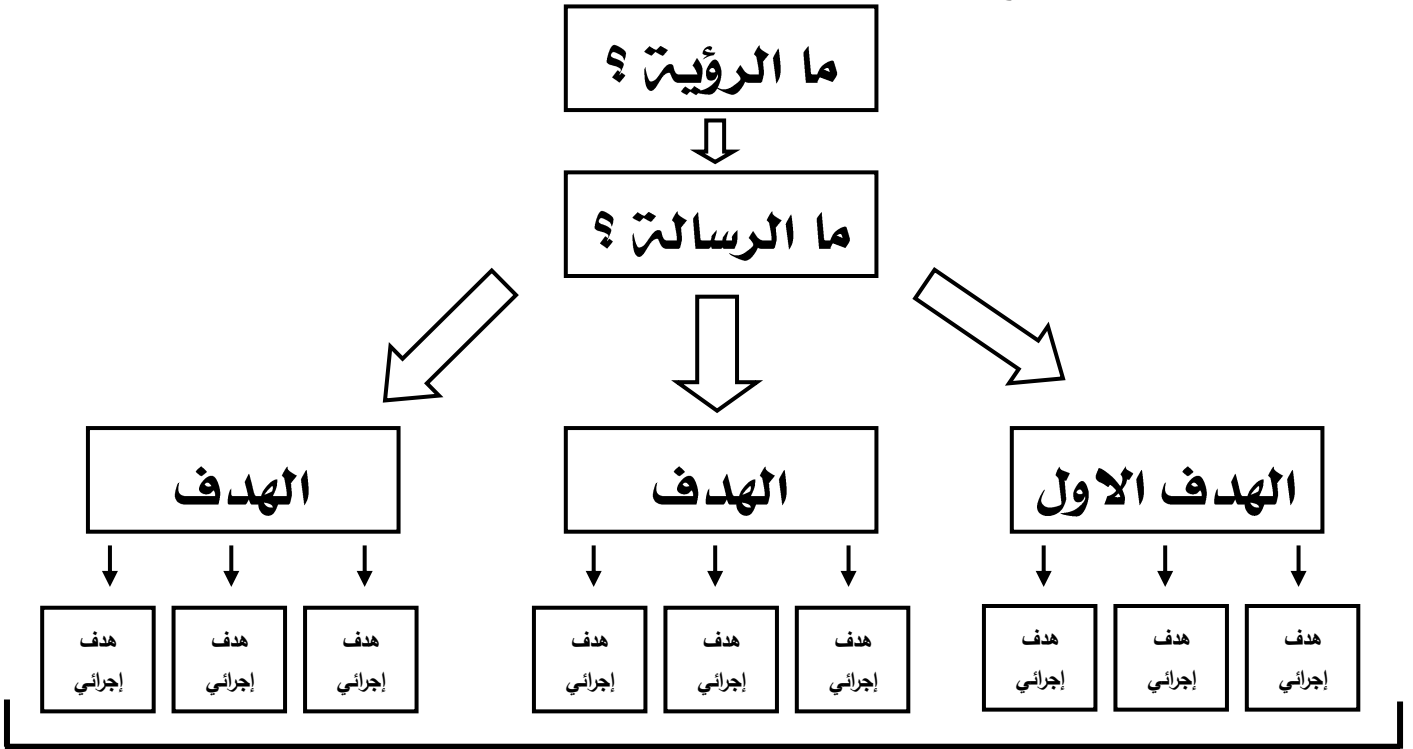 ما الرؤية ؟
ما الرسالة ؟
الهدف الاول
الهدف
الهدف
هدف
إجرائي
هدف
إجرائي
هدف
إجرائي
هدف
إجرائي
هدف
إجرائي
هدف
إجرائي
هدف
إجرائي
هدف
إجرائي
هدف
إجرائي